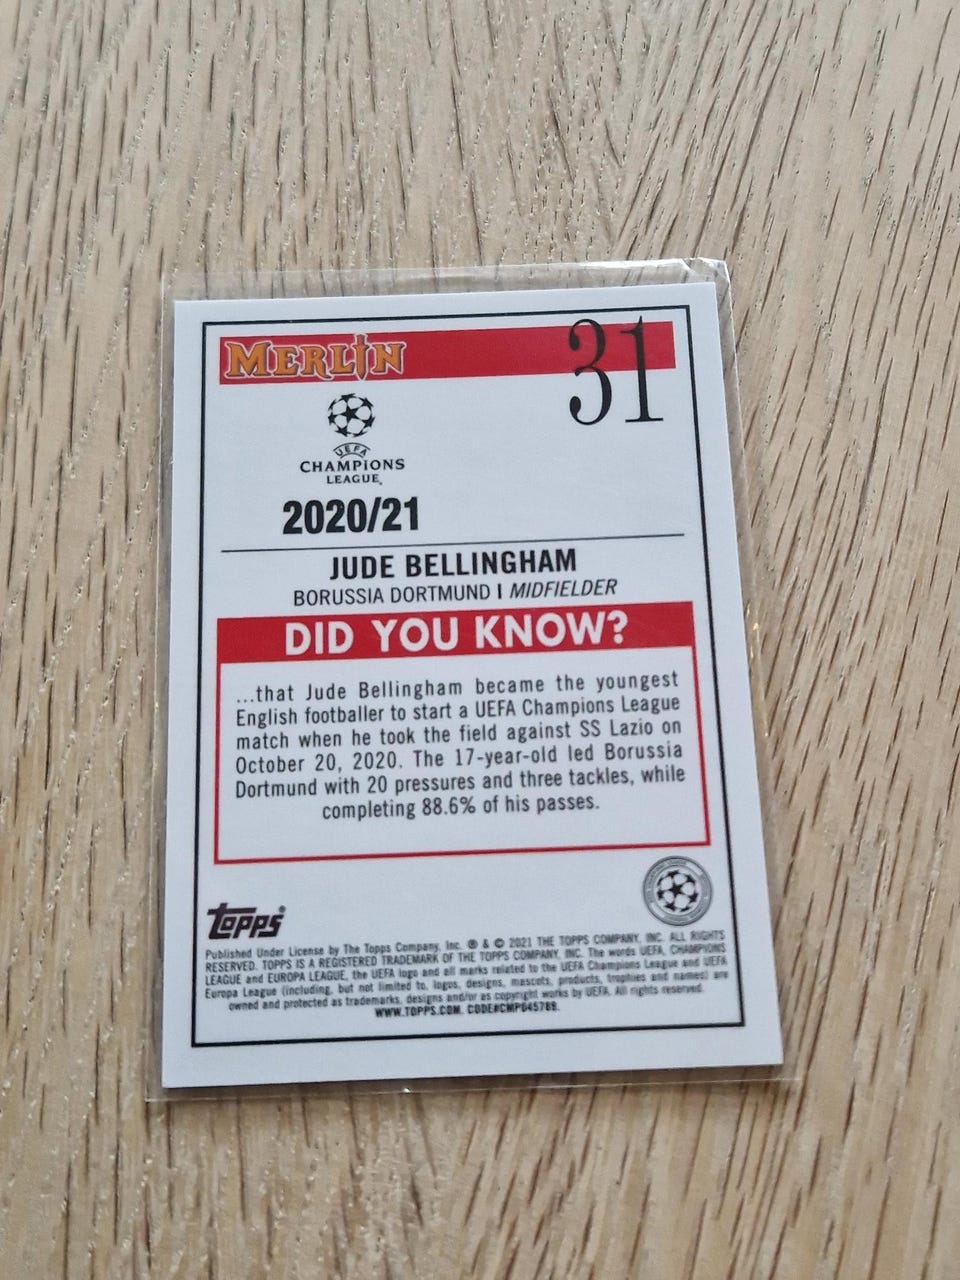 MERLIN
31
UEFA
CHAMPIONS
LEAGUE
2020/21
JUDE BELLINGHAM
BORUSSIA DORTMUND | MIDFIELDER
DID YOU KNOW?
...that Jude Bellingham became the youngest
English footballer to start a UEFA Champions League
match when he took the field against SS Lazio on
October 20, 2020. The 17-year-old led Borussia
Dortmund with 20 pressures and three tackles, while
completing 88.6% of his passes.
Topps®
Published Under License by The Topps Company, Inc. ® & © 2021 THE TOPPS COMPANY, INC. ALL RIGHTS
RESERVED. TOPPS IS A REGISTERED TRADEMARK OF THE TOPPS COMPANY, INC. The words UEFA, CHAMPIONS
LEAGUE and EUROPA LEAGUE, the UEFA logo and all marks related to the UEFA Champions League and UEFA
Europa League (including, but not limited to, logos, designs, mascots, products, trophies and names) are
owned and protected as trademarks, designs and/or as copyright works by UEFA. All rights reserved.
WWW.TOPPS.COM. CODE#CMP045789.